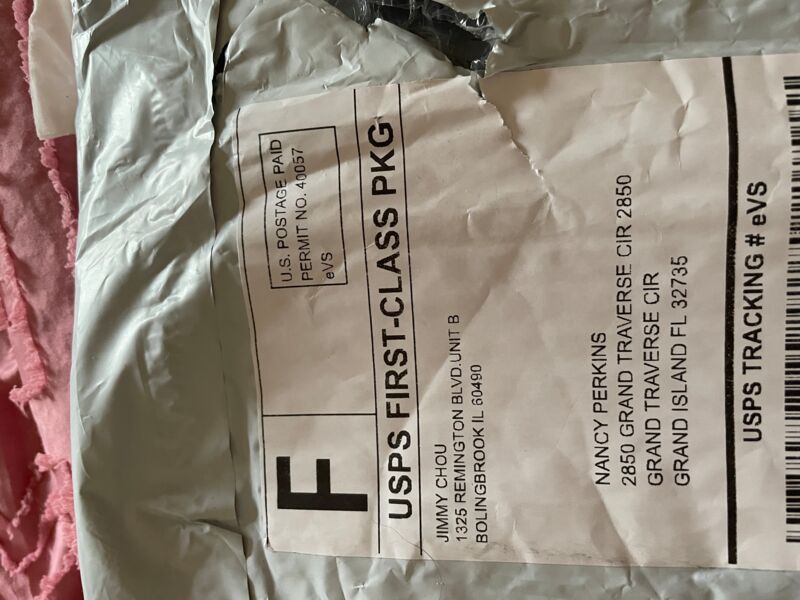 U.S. POSTAGE PAID
PERMIT NO. 40057
eVS
F
USPS FIRST-CLASS PKG
JIMMY CHOU
1325 REMINGTON BLVD.UNIT B
BOLINGBROOK IL 60490
NANCY PERKINS
2850 GRAND TRAVERSE CIR 2850
GRAND TRAVERSE CIR
GRAND ISLAND FL 32735
USPS TRACKING # eVS